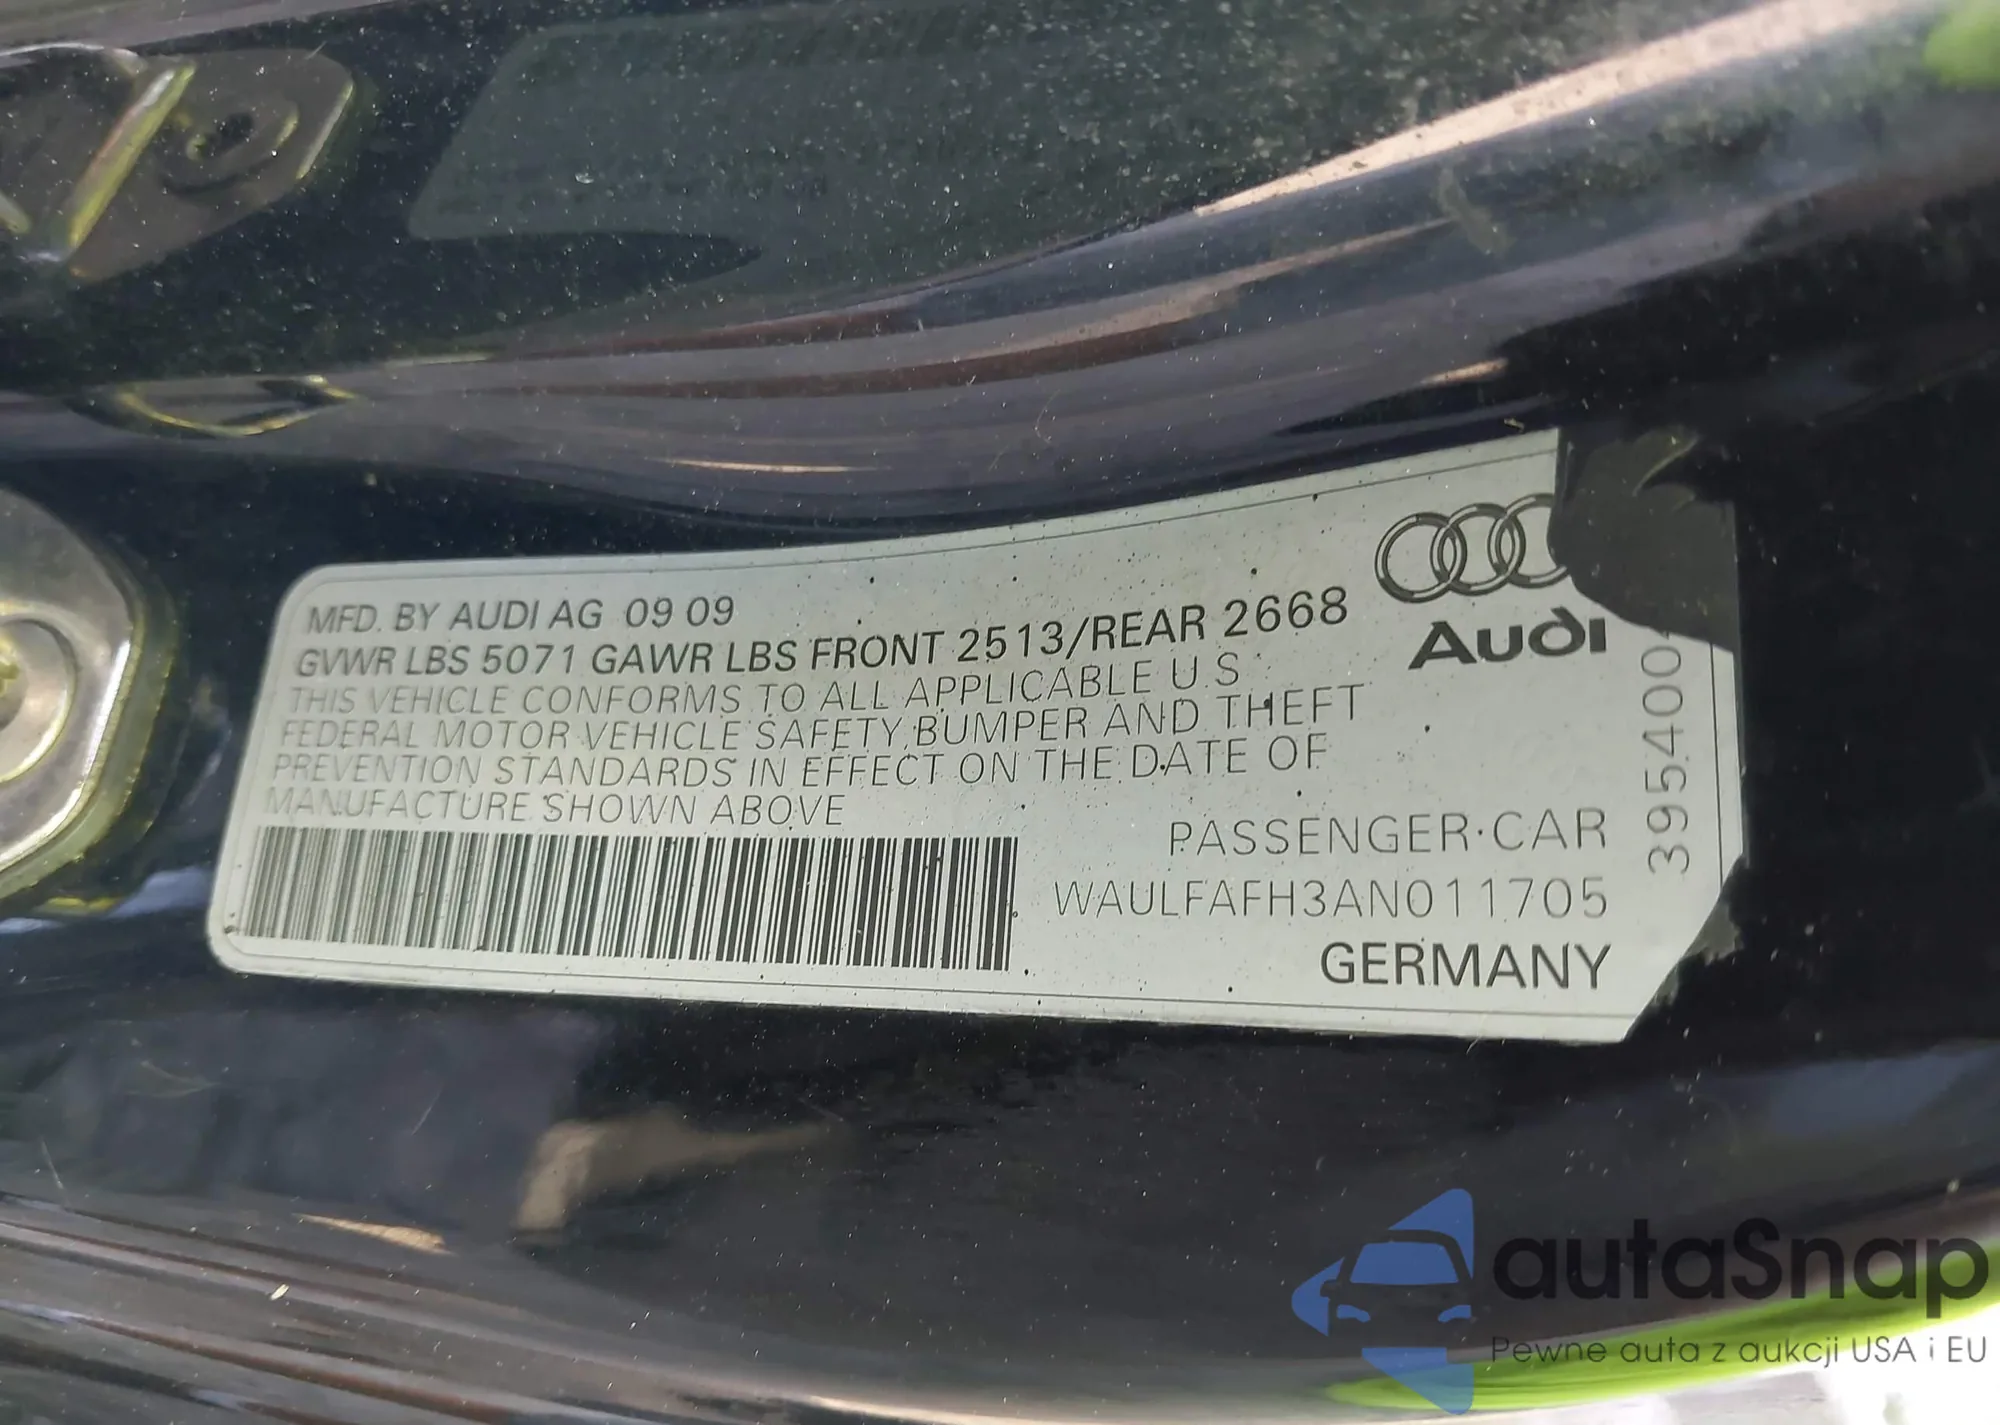 MFD. BY AUDI AG 09 09
GVWR LBS 5071 GAWR LBS FRONT 2513/REAR 2668
THIS VEHICLE CONFORMS TO ALL APPLICABLE U.S.
FEDERAL MOTOR VEHICLE SAFETY, BUMPER AND THEFT
PREVENTION STANDARDS IN EFFECT ON THE DATE OF
MANUFACTURE SHOWN ABOVE
Audi
PASSENGER CAR
WAULFAFH3AN011705
GERMANY
395400
autaSnap
Pewne auta z aukcji USA i EU